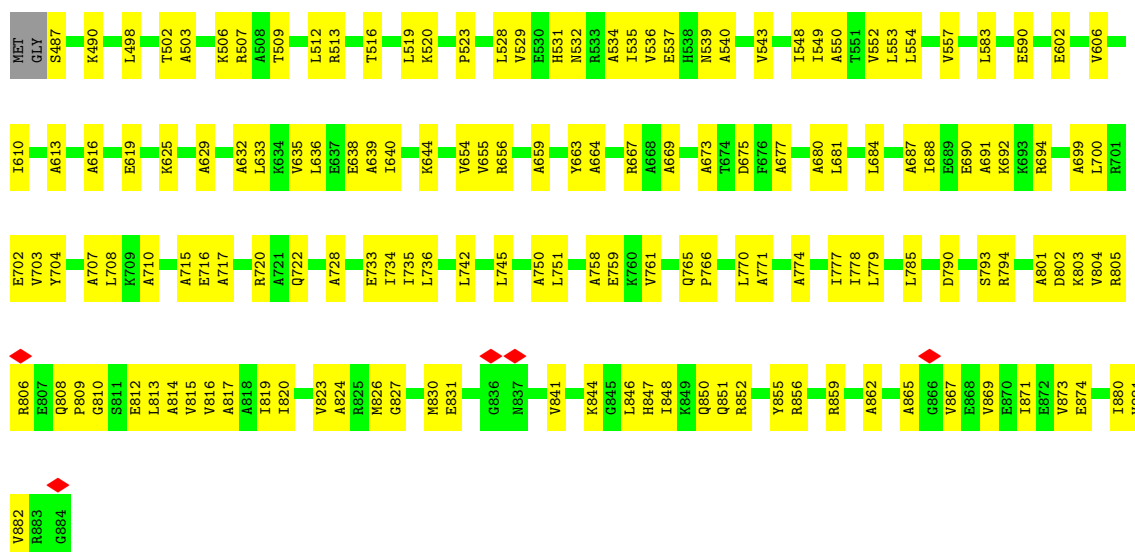 MET GLY S487 K490 L498 T502 A503 K506 R507 A508 T509 L512 R513 T516 L519 K520 P523 L528 V529 E530 H531 N532 R533 A534 I535 V536 E537 H538 N539 A540 V543 I548 I549 A550 T551 V552 L553 L554 V557 L583 E590 E602 V606
I610 A613 A616 E619 K625 A629 A632 L633 K634 V635 L636 E637 E638 A639 I640 K644 V654 V655 R656 A659 Y663 A664 R667 A668 A669 A673 T674 D675 F676 A677 A680 L681 L684 A687 I688 E689 E690 A691 K692 K693 R694 A699 L700 R701
E702 V703 Y704 A707 L708 K709 A710 A715 E716 A717 R720 A721 Q722 A728 E733 I734 I735 L736 L742 L745 A750 L751 A758 E759 K760 V761 Q765 P766 L770 A771 A774 I777 I778 L779 L785 D790 S793 R794 A801 D802 K803 V804 R805
R806 E807 Q808 P809 G810 S811 E812 L813 A814 V815 V816 A817 A818 I819 I820 V823 A824 R825 M826 G827 M830 E831 G836 N837 V841 K844 G845 L846 H847 I848 K849 Q850 Q851 R852 Y855 R856 R859 A862 A865 G866 V867 E868 V869 E870 I871 E872 V873 E874 I880
V882 R883 G884